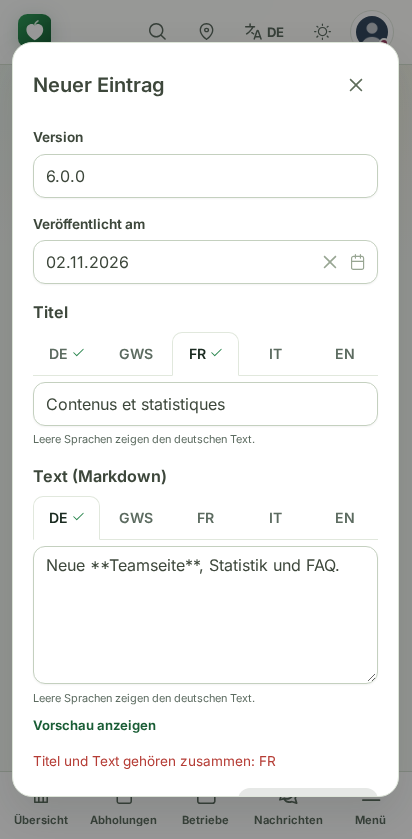 DE
Neuer Eintrag
Version
6.0.0
Veröffentlicht am
02.11.2026
Titel
DE GWS FR IT EN
Contenus et statistiques
Leere Sprachen zeigen den deutschen Text.
Text (Markdown)
DE GWS FR IT EN
Neue **Teamseite**, Statistik und FAQ.
Leere Sprachen zeigen den deutschen Text.
Vorschau anzeigen
Titel und Text gehören zusammen: FR
Übersicht Abholungen Betriebe Nachrichten Menü